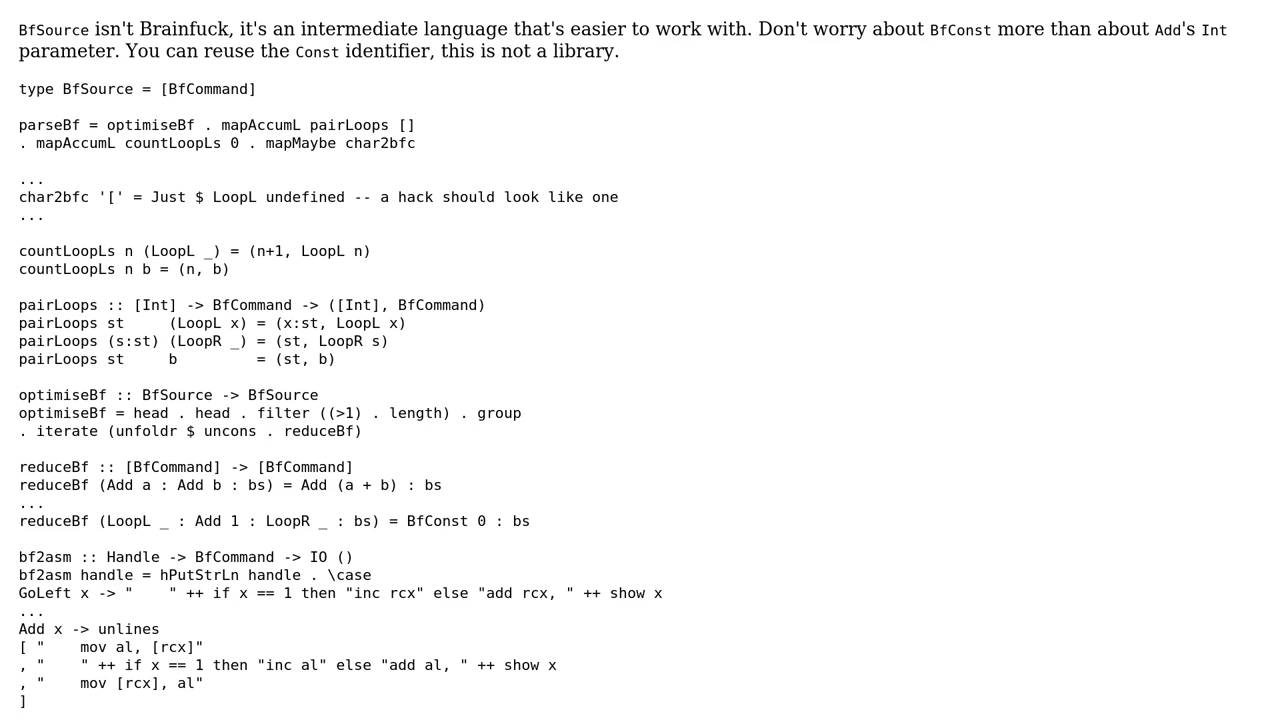 BfSource isn't Brainfuck, it's an intermediate language that's easier to work with. Don't worry about BfConst more than about Add's Int
parameter. You can reuse the Const identifier, this is not a library.
type BfSource = [BfCommand]
parseBf = optimiseBf . mapAccumL pairLoops []
. mapAccumL countLoopLs 0 . mapMaybe char2bfc
...
char2bfc '[' = Just $ LoopL undefined -- a hack should look like one
...
countLoopLs n (LoopL _) = (n+1, LoopL n)
countLoopLs n b = (n, b)
pairLoops :: [Int] -> BfCommand -> ([Int], BfCommand)
pairLoops st     (LoopL x) = (x:st, LoopL x)
pairLoops (s:st) (LoopR _) = (st, LoopR s)
pairLoops st     b         = (st, b)
optimiseBf :: BfSource -> BfSource
optimiseBf = head . head . filter ((>1) . length) . group
. iterate (unfoldr $ uncons . reduceBf)
reduceBf :: [BfCommand] -> [BfCommand]
reduceBf (Add a : Add b : bs) = Add (a + b) : bs
...
reduceBf (LoopL _ : Add 1 : LoopR _ : bs) = BfConst 0 : bs
bf2asm :: Handle -> BfCommand -> IO ()
bf2asm handle = hPutStrLn handle . \case
GoLeft x -> "    " ++ if x == 1 then "inc rcx" else "add rcx, " ++ show x
...
Add x -> unlines
[ "    mov al, [rcx]"
, "    " ++ if x == 1 then "inc al" else "add al, " ++ show x
, "    mov [rcx], al"
]